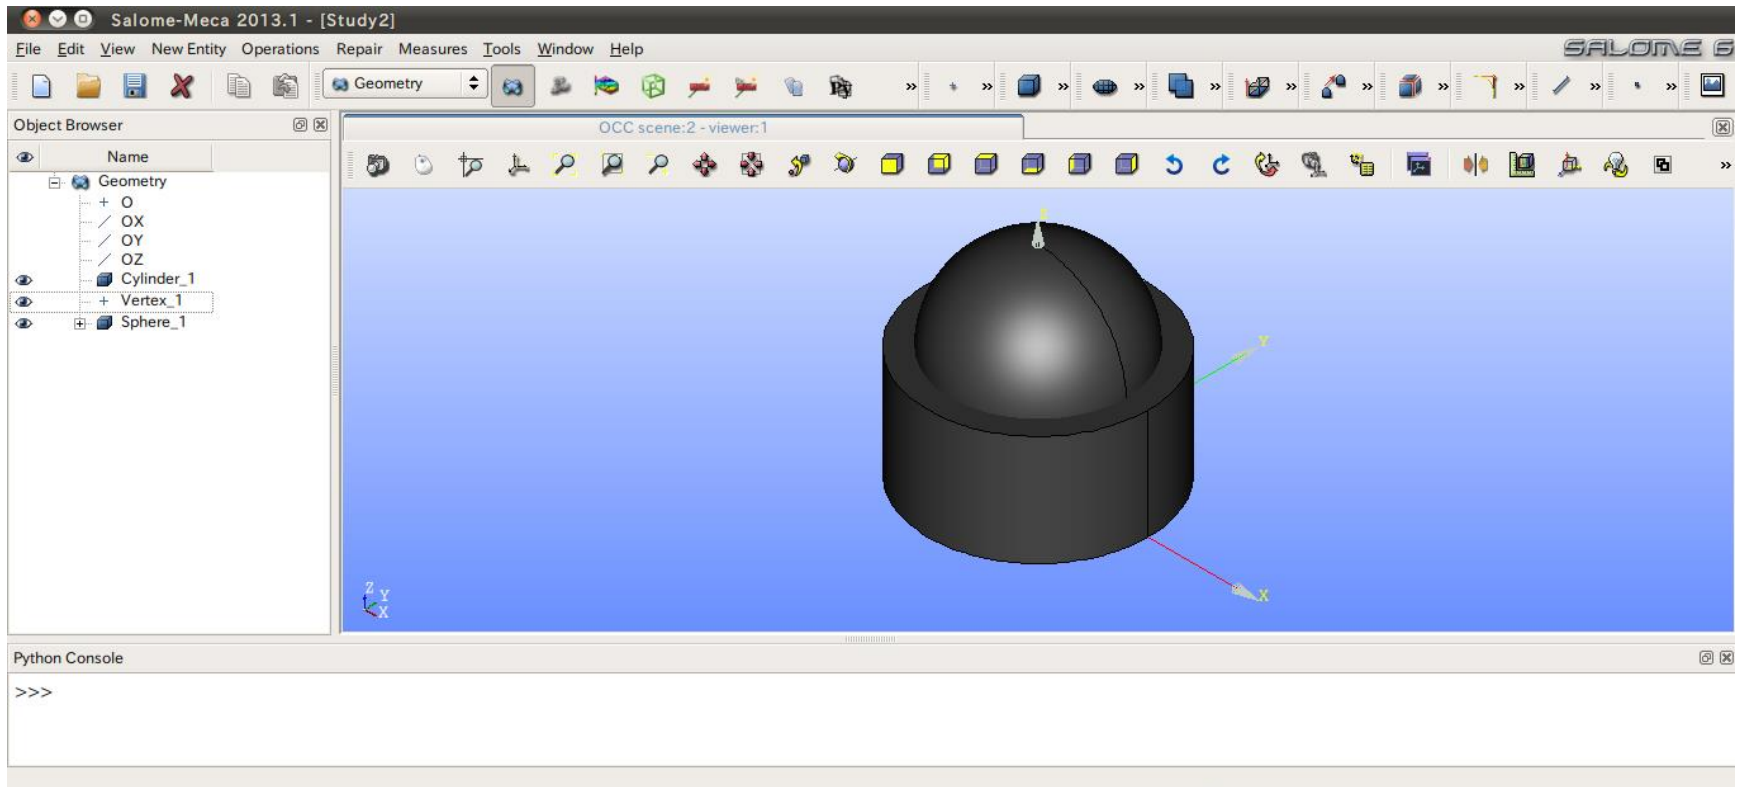 Salome-Meca 2013.1 - [Study2]
File Edit View New Entity Operations Repair Measures Tools Window Help
SALOME 6
Geometry » » » » » » » » » »
Object Browser
OCC scene:2 - viewer:1
Name
»
Geometry
O
OX
OY
OZ
Cylinder_1
Vertex_1
Sphere_1
Z
Y
X
Z
Y
X
Python Console
>>>